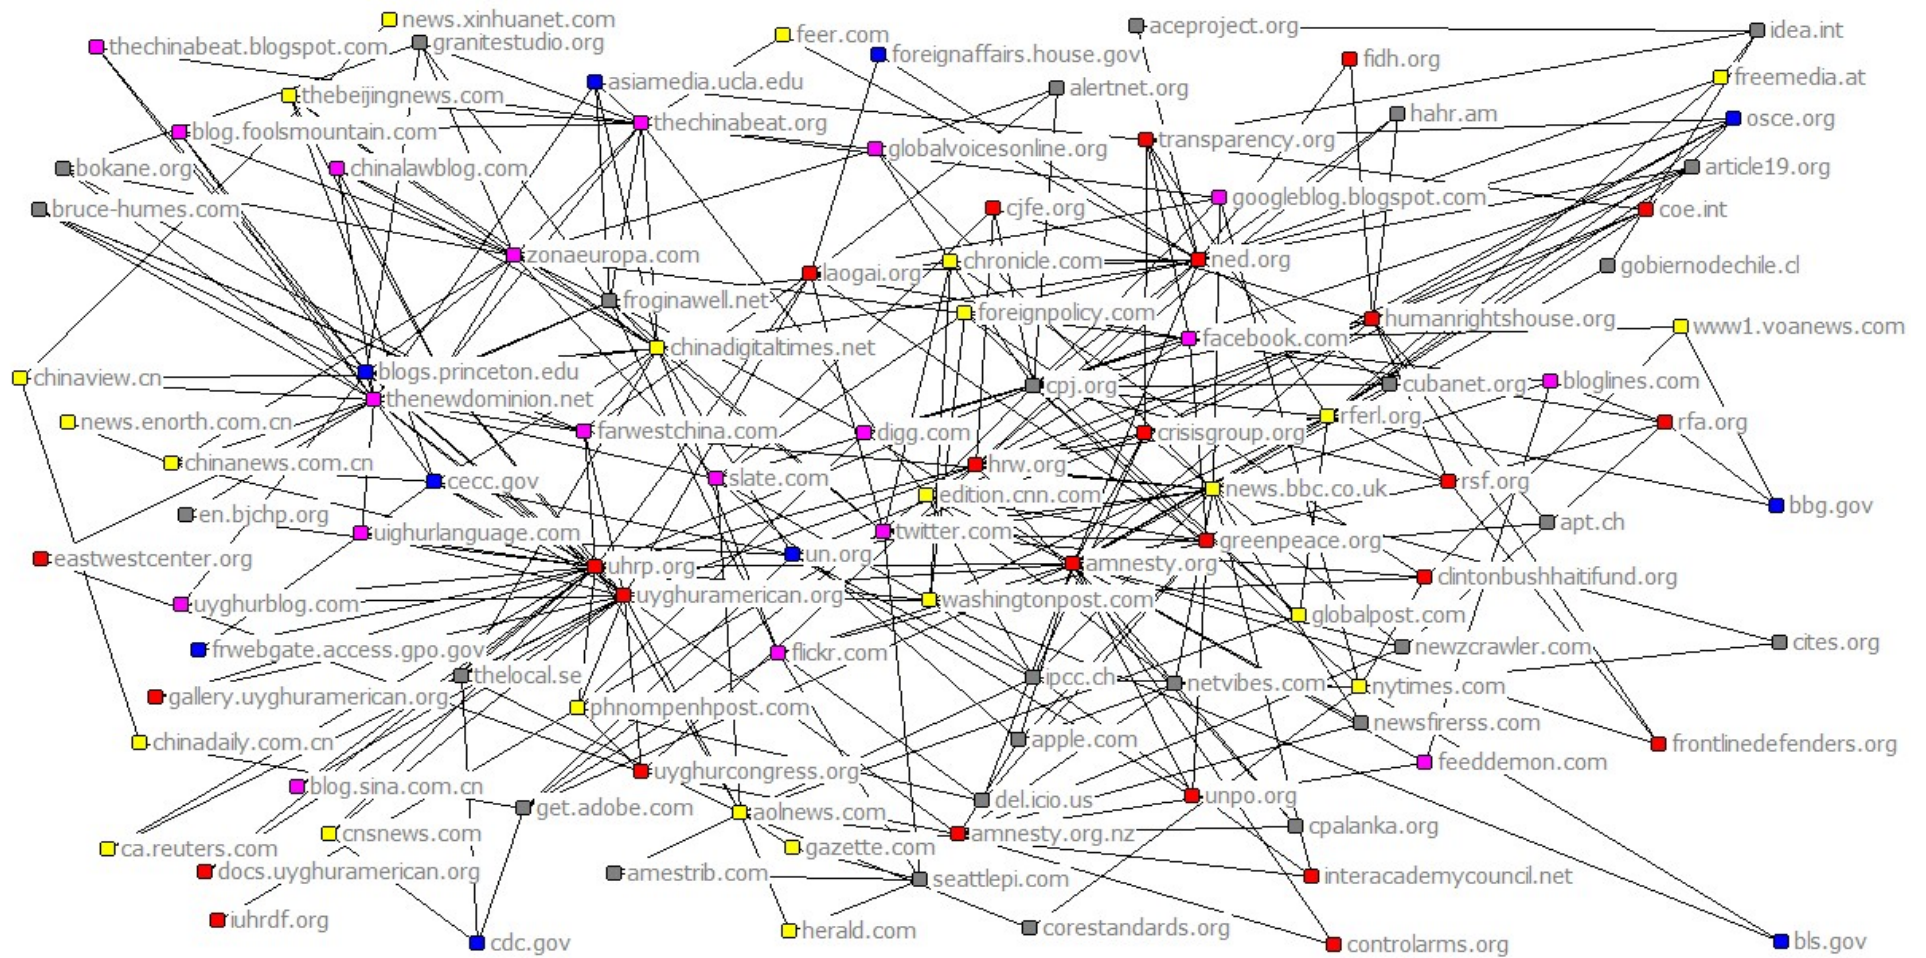 news.xinhuanet.com
granitestudio.org
thechinabeat.blogspot.com
feer.com
aceproject.org
idea.int
foreignaffairs.house.gov
fidh.org
freemedia.at
asiamedia.ucla.edu
alertnet.org
thebeijingnews.com
hahr.am
osce.org
thechinabeat.org
blog.foolsmountain.com
transparency.org
globalvoicesonline.org
bokane.org
chinalawblog.com
article19.org
googleblog.blogspot.com
bruce-humes.com
cjfe.org
coe.int
zonaeuropa.com
chronicle.com
ned.org
gobiernodechile.cl
laogai.org
froginawell.net
foreignpolicy.com
humanrightshouse.org
www1.voanews.com
facebook.com
chinadigitaltimes.net
blogs.princeton.edu
chinaview.cn
cpj.org
cubanet.org
bloglines.com
thenewdominion.net
rferl.org
news.enorth.com.cn
rfa.org
farwestchina.com
digg.com
crisisgroup.org
chinanews.com.cn
hrw.org
slate.com
cecc.gov
rsf.org
edition.cnn.com
news.bbc.co.uk
bbg.gov
en.bjchp.org
apt.ch
uighurlanguage.com
twitter.com
greenpeace.org
un.org
eastwestcenter.org
uhrp.org
amnesty.org
clintonbushhaitifund.org
uyghuramerican.org
washingtonpost.com
uyghurblog.com
globalpost.com
cites.org
frwebgate.access.gpo.gov
flickr.com
newzcrawler.com
thelocal.se
ipcc.ch
netvibes.com
nytimes.com
gallery.uyghuramerican.org
phnompenhpost.com
newsfirerss.com
chinadaily.com.cn
apple.com
frontlinedefenders.org
feeddemon.com
uyghurcongress.org
blog.sina.com.cn
get.adobe.com
del.icio.us
unpo.org
aolnews.com
cpalanka.org
cnsnews.com
amnesty.org.nz
ca.reuters.com
gazette.com
docs.uyghuramerican.org
amestrib.com
seattlepi.com
interacademycouncil.net
iuhrdf.org
corestandards.org
herald.com
cdc.gov
controlarms.org
bls.gov